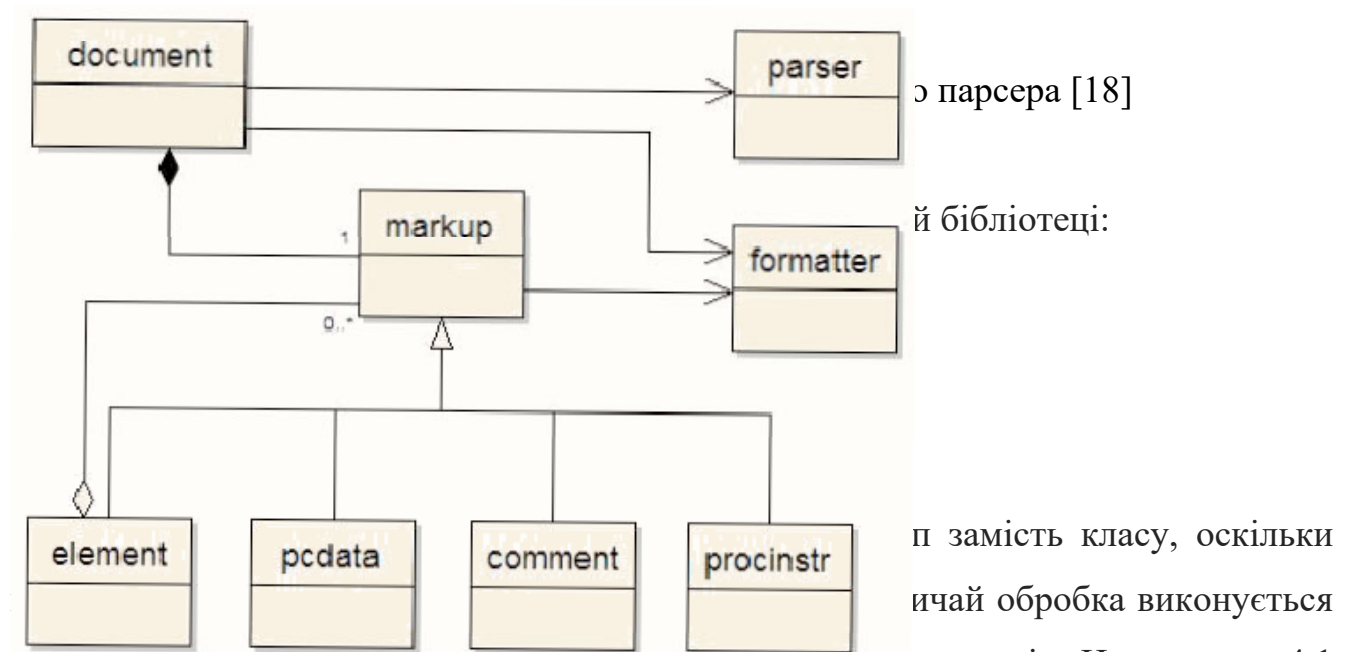 document
parser
о парсера [18]
markup
й бібліотеці:
1
formatter
0..*
element
pcdata
comment
procinstr
п замість класу, оскільки
ичай обробка виконується